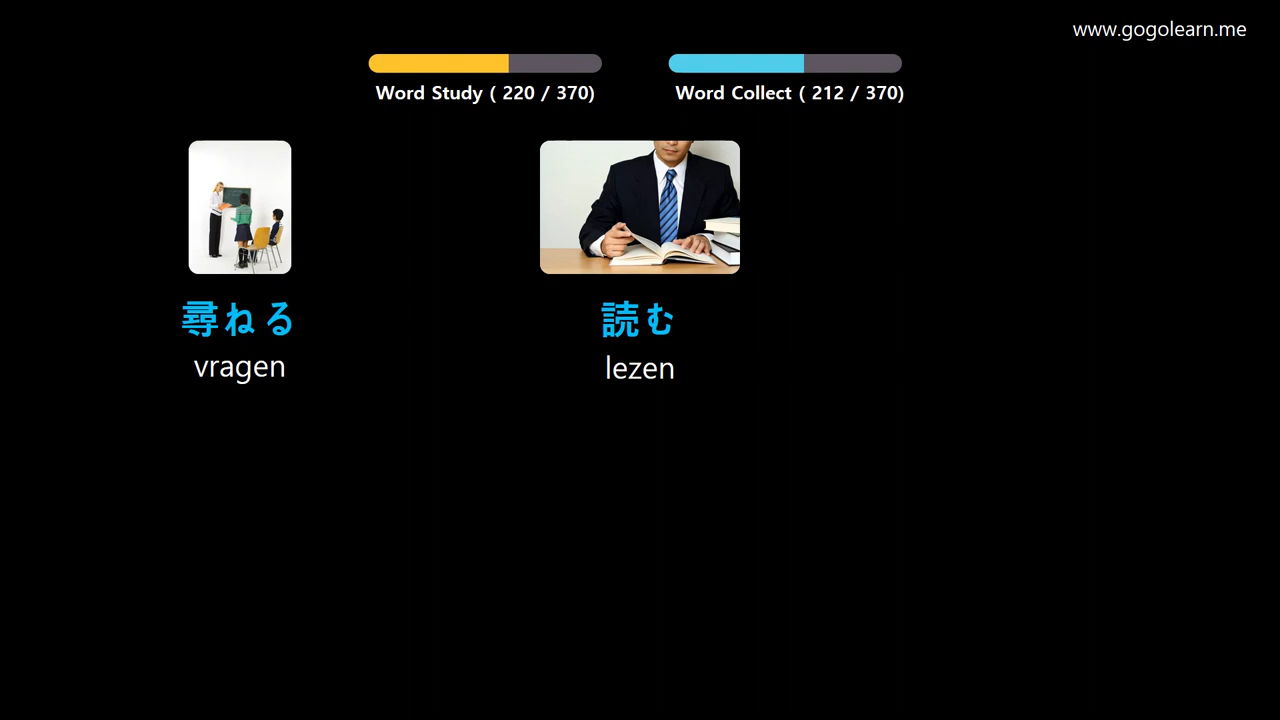 www.gogolearn.me
Word Study ( 220 / 370)
Word Collect ( 212 / 370)
尋ねる
vragen
読む
lezen